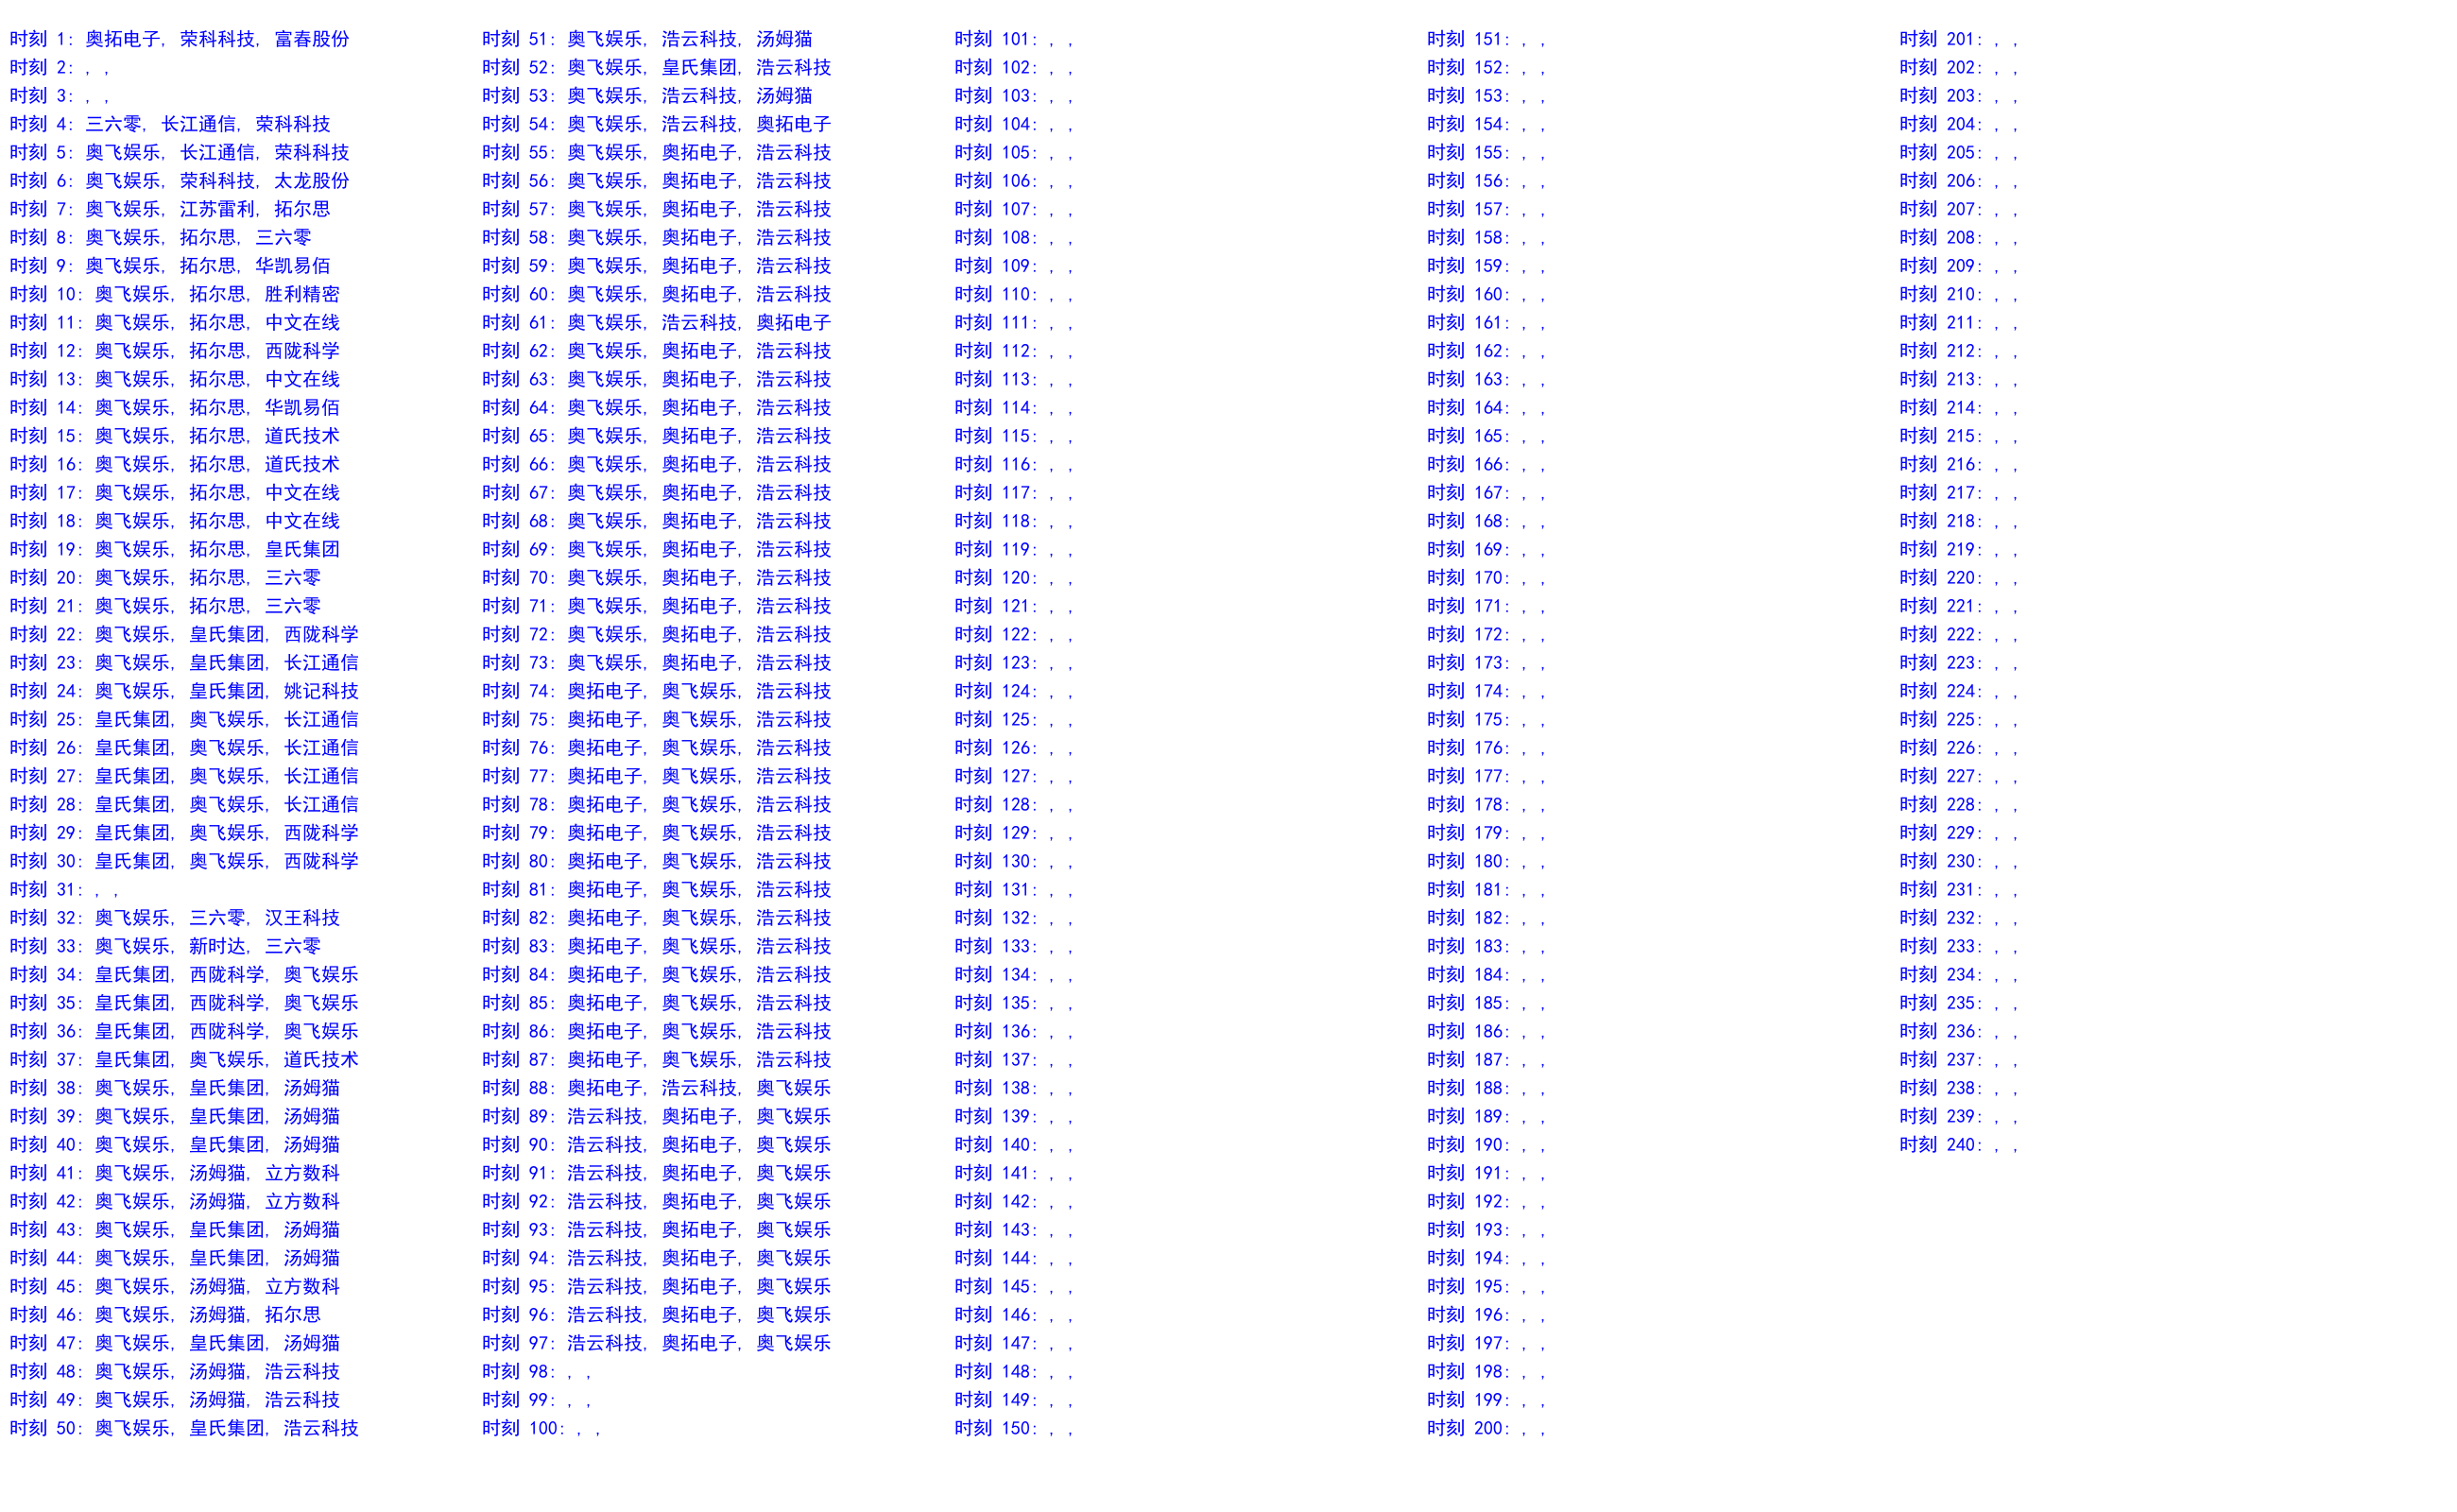 时刻 1: 奥拓电子, 荣科科技, 富春股份
时刻 2: , ,
时刻 3: , ,
时刻 4: 三六零, 长江通信, 荣科科技
时刻 5: 奥飞娱乐, 长江通信, 荣科科技
时刻 6: 奥飞娱乐, 荣科科技, 太龙股份
时刻 7: 奥飞娱乐, 江苏雷利, 拓尔思
时刻 8: 奥飞娱乐, 拓尔思, 三六零
时刻 9: 奥飞娱乐, 拓尔思, 华凯易佰
时刻 10: 奥飞娱乐, 拓尔思, 胜利精密
时刻 11: 奥飞娱乐, 拓尔思, 中文在线
时刻 12: 奥飞娱乐, 拓尔思, 西陇科学
时刻 13: 奥飞娱乐, 拓尔思, 中文在线
时刻 14: 奥飞娱乐, 拓尔思, 华凯易佰
时刻 15: 奥飞娱乐, 拓尔思, 道氏技术
时刻 16: 奥飞娱乐, 拓尔思, 道氏技术
时刻 17: 奥飞娱乐, 拓尔思, 中文在线
时刻 18: 奥飞娱乐, 拓尔思, 中文在线
时刻 19: 奥飞娱乐, 拓尔思, 皇氏集团
时刻 20: 奥飞娱乐, 拓尔思, 三六零
时刻 21: 奥飞娱乐, 拓尔思, 三六零
时刻 22: 奥飞娱乐, 皇氏集团, 西陇科学
时刻 23: 奥飞娱乐, 皇氏集团, 长江通信
时刻 24: 奥飞娱乐, 皇氏集团, 姚记科技
时刻 25: 皇氏集团, 奥飞娱乐, 长江通信
时刻 26: 皇氏集团, 奥飞娱乐, 长江通信
时刻 27: 皇氏集团, 奥飞娱乐, 长江通信
时刻 28: 皇氏集团, 奥飞娱乐, 长江通信
时刻 29: 皇氏集团, 奥飞娱乐, 西陇科学
时刻 30: 皇氏集团, 奥飞娱乐, 西陇科学
时刻 31: , ,
时刻 32: 奥飞娱乐, 三六零, 汉王科技
时刻 33: 奥飞娱乐, 新时达, 三六零
时刻 34: 皇氏集团, 西陇科学, 奥飞娱乐
时刻 35: 皇氏集团, 西陇科学, 奥飞娱乐
时刻 36: 皇氏集团, 西陇科学, 奥飞娱乐
时刻 37: 皇氏集团, 奥飞娱乐, 道氏技术
时刻 38: 奥飞娱乐, 皇氏集团, 汤姆猫
时刻 39: 奥飞娱乐, 皇氏集团, 汤姆猫
时刻 40: 奥飞娱乐, 皇氏集团, 汤姆猫
时刻 41: 奥飞娱乐, 汤姆猫, 立方数科
时刻 42: 奥飞娱乐, 汤姆猫, 立方数科
时刻 43: 奥飞娱乐, 皇氏集团, 汤姆猫
时刻 44: 奥飞娱乐, 皇氏集团, 汤姆猫
时刻 45: 奥飞娱乐, 汤姆猫, 立方数科
时刻 46: 奥飞娱乐, 汤姆猫, 拓尔思
时刻 47: 奥飞娱乐, 皇氏集团, 汤姆猫
时刻 48: 奥飞娱乐, 汤姆猫, 浩云科技
时刻 49: 奥飞娱乐, 汤姆猫, 浩云科技
时刻 50: 奥飞娱乐, 皇氏集团, 浩云科技
时刻 51: 奥飞娱乐, 浩云科技, 汤姆猫
时刻 52: 奥飞娱乐, 皇氏集团, 浩云科技
时刻 53: 奥飞娱乐, 浩云科技, 汤姆猫
时刻 54: 奥飞娱乐, 浩云科技, 奥拓电子
时刻 55: 奥飞娱乐, 奥拓电子, 浩云科技
时刻 56: 奥飞娱乐, 奥拓电子, 浩云科技
时刻 57: 奥飞娱乐, 奥拓电子, 浩云科技
时刻 58: 奥飞娱乐, 奥拓电子, 浩云科技
时刻 59: 奥飞娱乐, 奥拓电子, 浩云科技
时刻 60: 奥飞娱乐, 奥拓电子, 浩云科技
时刻 61: 奥飞娱乐, 浩云科技, 奥拓电子
时刻 62: 奥飞娱乐, 奥拓电子, 浩云科技
时刻 63: 奥飞娱乐, 奥拓电子, 浩云科技
时刻 64: 奥飞娱乐, 奥拓电子, 浩云科技
时刻 65: 奥飞娱乐, 奥拓电子, 浩云科技
时刻 66: 奥飞娱乐, 奥拓电子, 浩云科技
时刻 67: 奥飞娱乐, 奥拓电子, 浩云科技
时刻 68: 奥飞娱乐, 奥拓电子, 浩云科技
时刻 69: 奥飞娱乐, 奥拓电子, 浩云科技
时刻 70: 奥飞娱乐, 奥拓电子, 浩云科技
时刻 71: 奥飞娱乐, 奥拓电子, 浩云科技
时刻 72: 奥飞娱乐, 奥拓电子, 浩云科技
时刻 73: 奥飞娱乐, 奥拓电子, 浩云科技
时刻 74: 奥拓电子, 奥飞娱乐, 浩云科技
时刻 75: 奥拓电子, 奥飞娱乐, 浩云科技
时刻 76: 奥拓电子, 奥飞娱乐, 浩云科技
时刻 77: 奥拓电子, 奥飞娱乐, 浩云科技
时刻 78: 奥拓电子, 奥飞娱乐, 浩云科技
时刻 79: 奥拓电子, 奥飞娱乐, 浩云科技
时刻 80: 奥拓电子, 奥飞娱乐, 浩云科技
时刻 81: 奥拓电子, 奥飞娱乐, 浩云科技
时刻 82: 奥拓电子, 奥飞娱乐, 浩云科技
时刻 83: 奥拓电子, 奥飞娱乐, 浩云科技
时刻 84: 奥拓电子, 奥飞娱乐, 浩云科技
时刻 85: 奥拓电子, 奥飞娱乐, 浩云科技
时刻 86: 奥拓电子, 奥飞娱乐, 浩云科技
时刻 87: 奥拓电子, 奥飞娱乐, 浩云科技
时刻 88: 奥拓电子, 浩云科技, 奥飞娱乐
时刻 89: 浩云科技, 奥拓电子, 奥飞娱乐
时刻 90: 浩云科技, 奥拓电子, 奥飞娱乐
时刻 91: 浩云科技, 奥拓电子, 奥飞娱乐
时刻 92: 浩云科技, 奥拓电子, 奥飞娱乐
时刻 93: 浩云科技, 奥拓电子, 奥飞娱乐
时刻 94: 浩云科技, 奥拓电子, 奥飞娱乐
时刻 95: 浩云科技, 奥拓电子, 奥飞娱乐
时刻 96: 浩云科技, 奥拓电子, 奥飞娱乐
时刻 97: 浩云科技, 奥拓电子, 奥飞娱乐
时刻 98: , ,
时刻 99: , ,
时刻 100: , ,
时刻 101: , ,
时刻 102: , ,
时刻 103: , ,
时刻 104: , ,
时刻 105: , ,
时刻 106: , ,
时刻 107: , ,
时刻 108: , ,
时刻 109: , ,
时刻 110: , ,
时刻 111: , ,
时刻 112: , ,
时刻 113: , ,
时刻 114: , ,
时刻 115: , ,
时刻 116: , ,
时刻 117: , ,
时刻 118: , ,
时刻 119: , ,
时刻 120: , ,
时刻 121: , ,
时刻 122: , ,
时刻 123: , ,
时刻 124: , ,
时刻 125: , ,
时刻 126: , ,
时刻 127: , ,
时刻 128: , ,
时刻 129: , ,
时刻 130: , ,
时刻 131: , ,
时刻 132: , ,
时刻 133: , ,
时刻 134: , ,
时刻 135: , ,
时刻 136: , ,
时刻 137: , ,
时刻 138: , ,
时刻 139: , ,
时刻 140: , ,
时刻 141: , ,
时刻 142: , ,
时刻 143: , ,
时刻 144: , ,
时刻 145: , ,
时刻 146: , ,
时刻 147: , ,
时刻 148: , ,
时刻 149: , ,
时刻 150: , ,
时刻 151: , ,
时刻 152: , ,
时刻 153: , ,
时刻 154: , ,
时刻 155: , ,
时刻 156: , ,
时刻 157: , ,
时刻 158: , ,
时刻 159: , ,
时刻 160: , ,
时刻 161: , ,
时刻 162: , ,
时刻 163: , ,
时刻 164: , ,
时刻 165: , ,
时刻 166: , ,
时刻 167: , ,
时刻 168: , ,
时刻 169: , ,
时刻 170: , ,
时刻 171: , ,
时刻 172: , ,
时刻 173: , ,
时刻 174: , ,
时刻 175: , ,
时刻 176: , ,
时刻 177: , ,
时刻 178: , ,
时刻 179: , ,
时刻 180: , ,
时刻 181: , ,
时刻 182: , ,
时刻 183: , ,
时刻 184: , ,
时刻 185: , ,
时刻 186: , ,
时刻 187: , ,
时刻 188: , ,
时刻 189: , ,
时刻 190: , ,
时刻 191: , ,
时刻 192: , ,
时刻 193: , ,
时刻 194: , ,
时刻 195: , ,
时刻 196: , ,
时刻 197: , ,
时刻 198: , ,
时刻 199: , ,
时刻 200: , ,
时刻 201: , ,
时刻 202: , ,
时刻 203: , ,
时刻 204: , ,
时刻 205: , ,
时刻 206: , ,
时刻 207: , ,
时刻 208: , ,
时刻 209: , ,
时刻 210: , ,
时刻 211: , ,
时刻 212: , ,
时刻 213: , ,
时刻 214: , ,
时刻 215: , ,
时刻 216: , ,
时刻 217: , ,
时刻 218: , ,
时刻 219: , ,
时刻 220: , ,
时刻 221: , ,
时刻 222: , ,
时刻 223: , ,
时刻 224: , ,
时刻 225: , ,
时刻 226: , ,
时刻 227: , ,
时刻 228: , ,
时刻 229: , ,
时刻 230: , ,
时刻 231: , ,
时刻 232: , ,
时刻 233: , ,
时刻 234: , ,
时刻 235: , ,
时刻 236: , ,
时刻 237: , ,
时刻 238: , ,
时刻 239: , ,
时刻 240: , ,